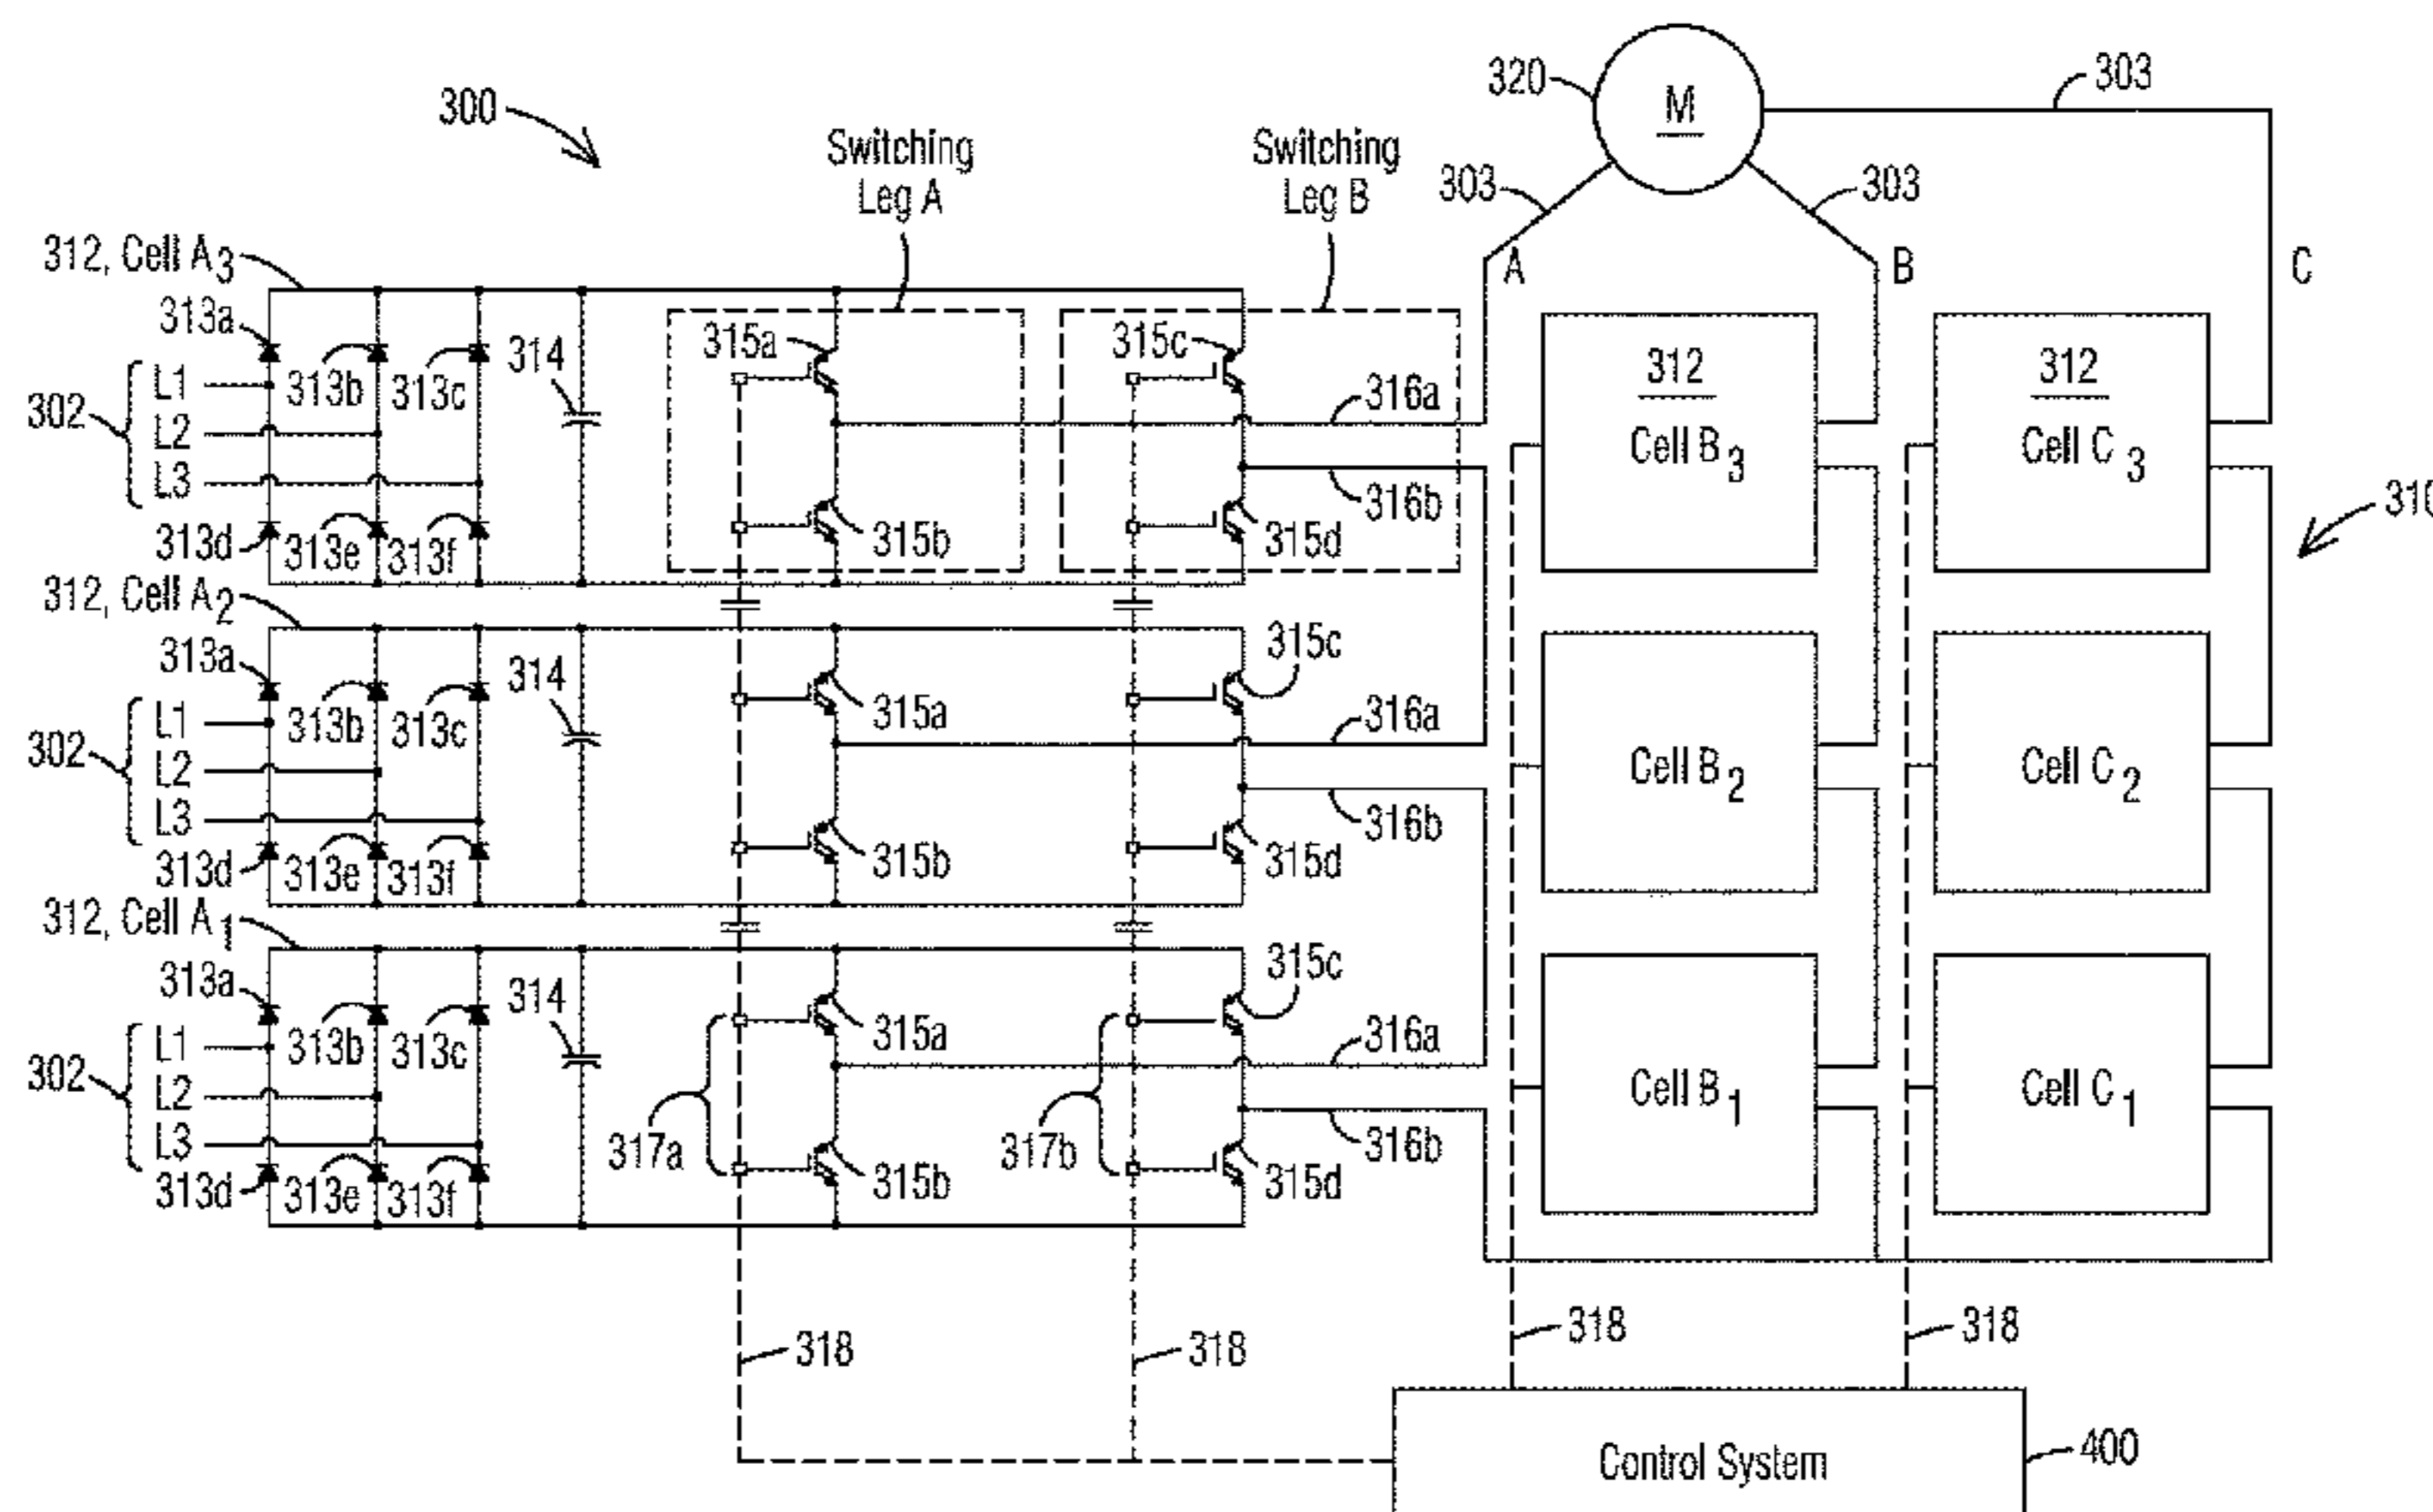 300
Switching
Leg A
Switching
Leg B
320
M
303
303
303
A
B
C
312, Cell A3
313a
313b
313c
314
302
L1
L2
L3
313d
313e
313f
315a
315b
315c
315d
316a
316b
312
Cell B3
312
Cell C3
312, Cell A2
313a
313b
313c
314
302
L1
L2
L3
313d
313e
313f
315a
315b
315c
315d
316a
316b
Cell B2
Cell C2
312, Cell A1
313a
313b
313c
314
302
L1
L2
L3
313d
313e
313f
317a
315a
315b
317b
315c
315d
316a
316b
Cell B1
Cell C1
318
318
318
318
Control System
400